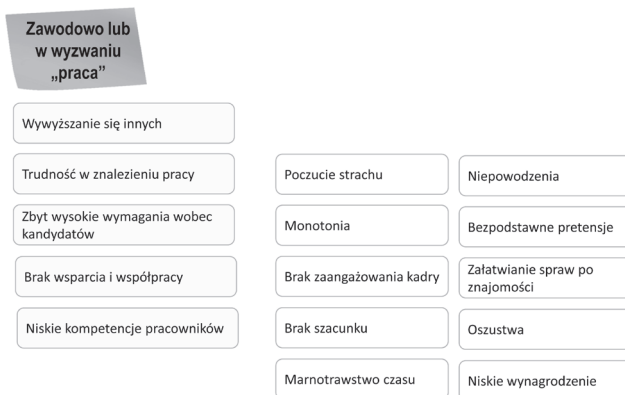 Zawodowo lub
w wyzwaniu
„praca”
Wywyższanie się innych
Trudność w znalezieniu pracy
Zbyt wysokie wymagania wobec
kandydatów
Brak wsparcia i współpracy
Niskie kompetencje pracowników
Poczucie strachu
Monotonia
Brak zaangażowania kadry
Brak szacunku
Marnotrawstwo czasu
Niepowodzenia
Bezpodstawne pretensje
Załatwianie spraw po
znajomości
Oszustwa
Niskie wynagrodzenie